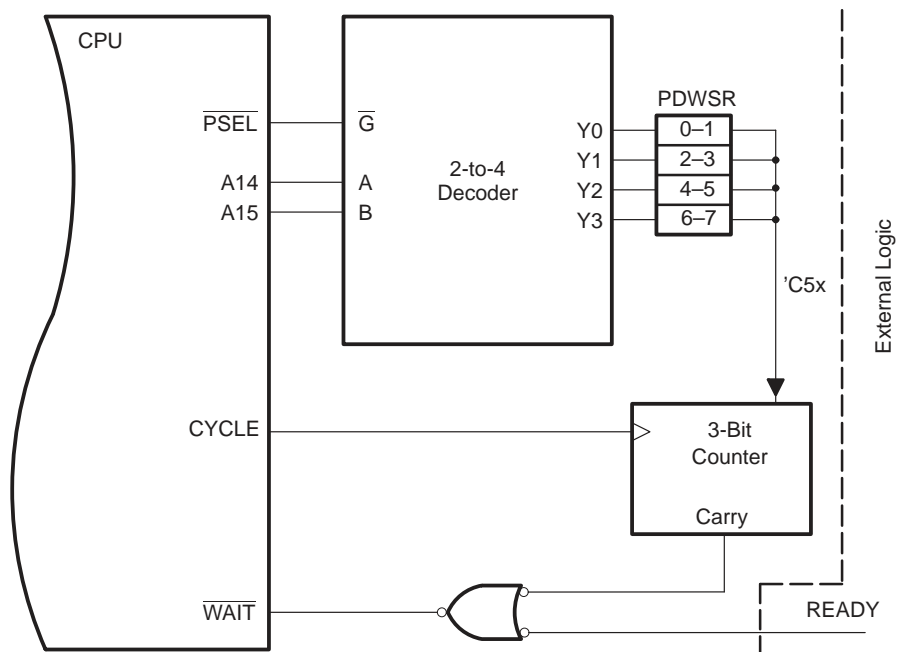 CPU
PSEL
A14
A15
CYCLE
WAIT
G
A
B
2-to-4
Decoder
Y0
Y1
Y2
Y3
PDWSR
0–1
2–3
4–5
6–7
’C5x
External Logic
3-Bit
Counter
Carry
READY